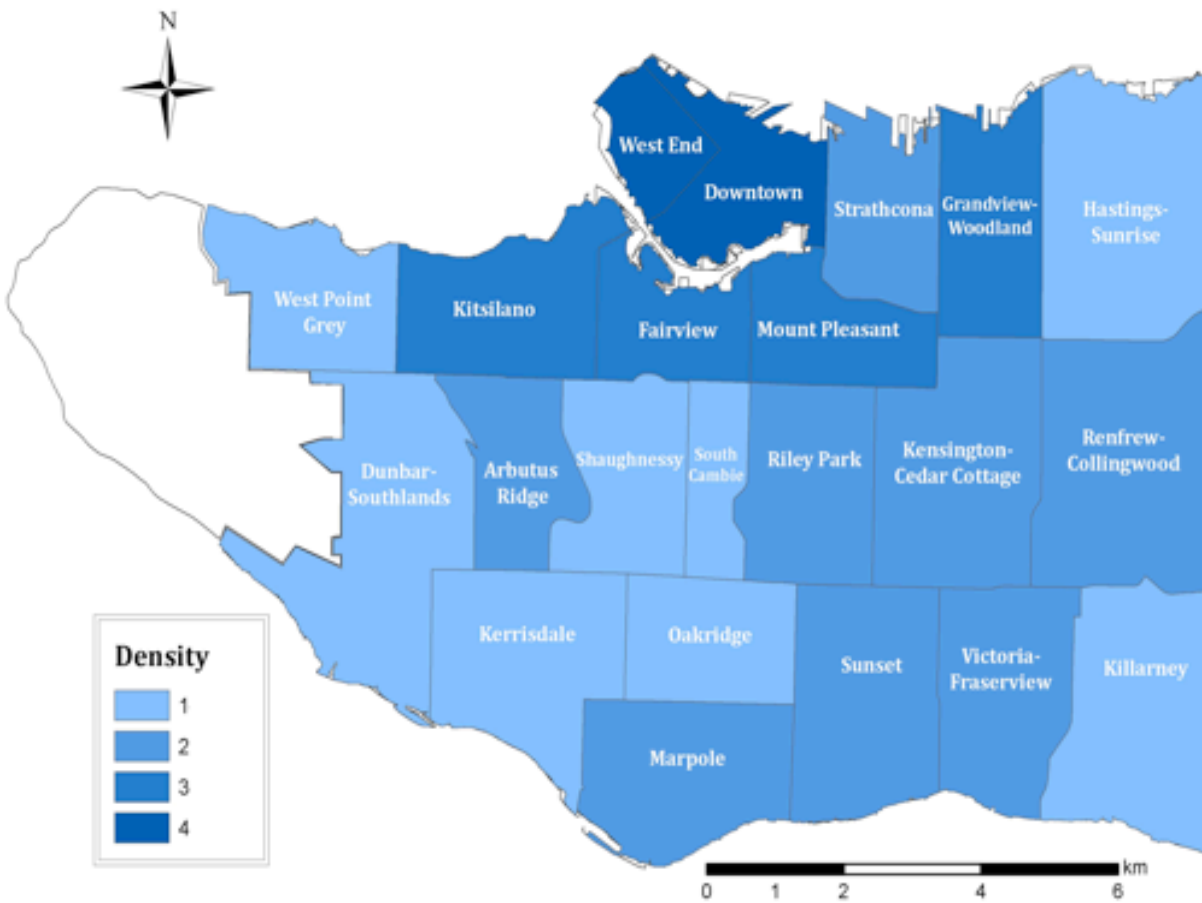 N
West End
Downtown
Strathcona
Grandview-
Woodland
Hastings-
Sunrise
West Point
Grey
Kitsilano
Fairview
Mount Pleasant
Dunbar-
Southlands
Arbutus
Ridge
Shaughnessy
South
Cambie
Riley Park
Kensington-
Cedar Cottage
Renfrew-
Collingwood
Kerrisdale
Oakridge
Sunset
Victoria-
Fraserview
Killarney
Marpole
Density
1
2
3
4
km
0 1 2 4 6